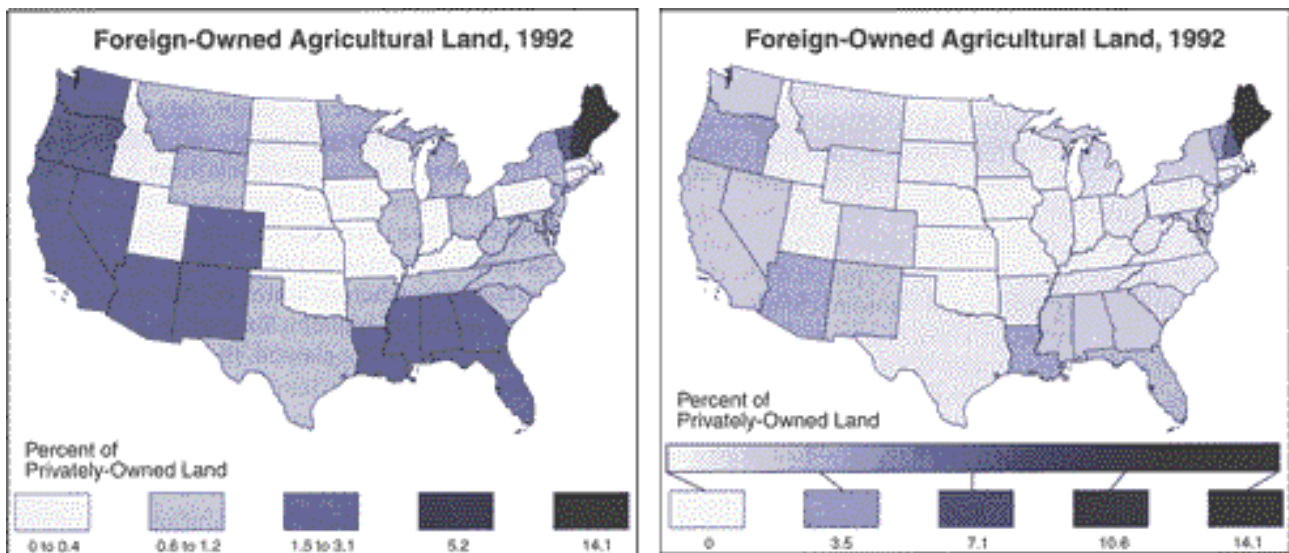 Foreign-Owned Agricultural Land, 1992
Percent of
Privately-Owned Land
0 to 0.4 0.6 to 1.2 1.5 to 3.1 5.2 14.1
Foreign-Owned Agricultural Land, 1992
Percent of
Privately-Owned Land
0 3.5 7.1 10.6 14.1